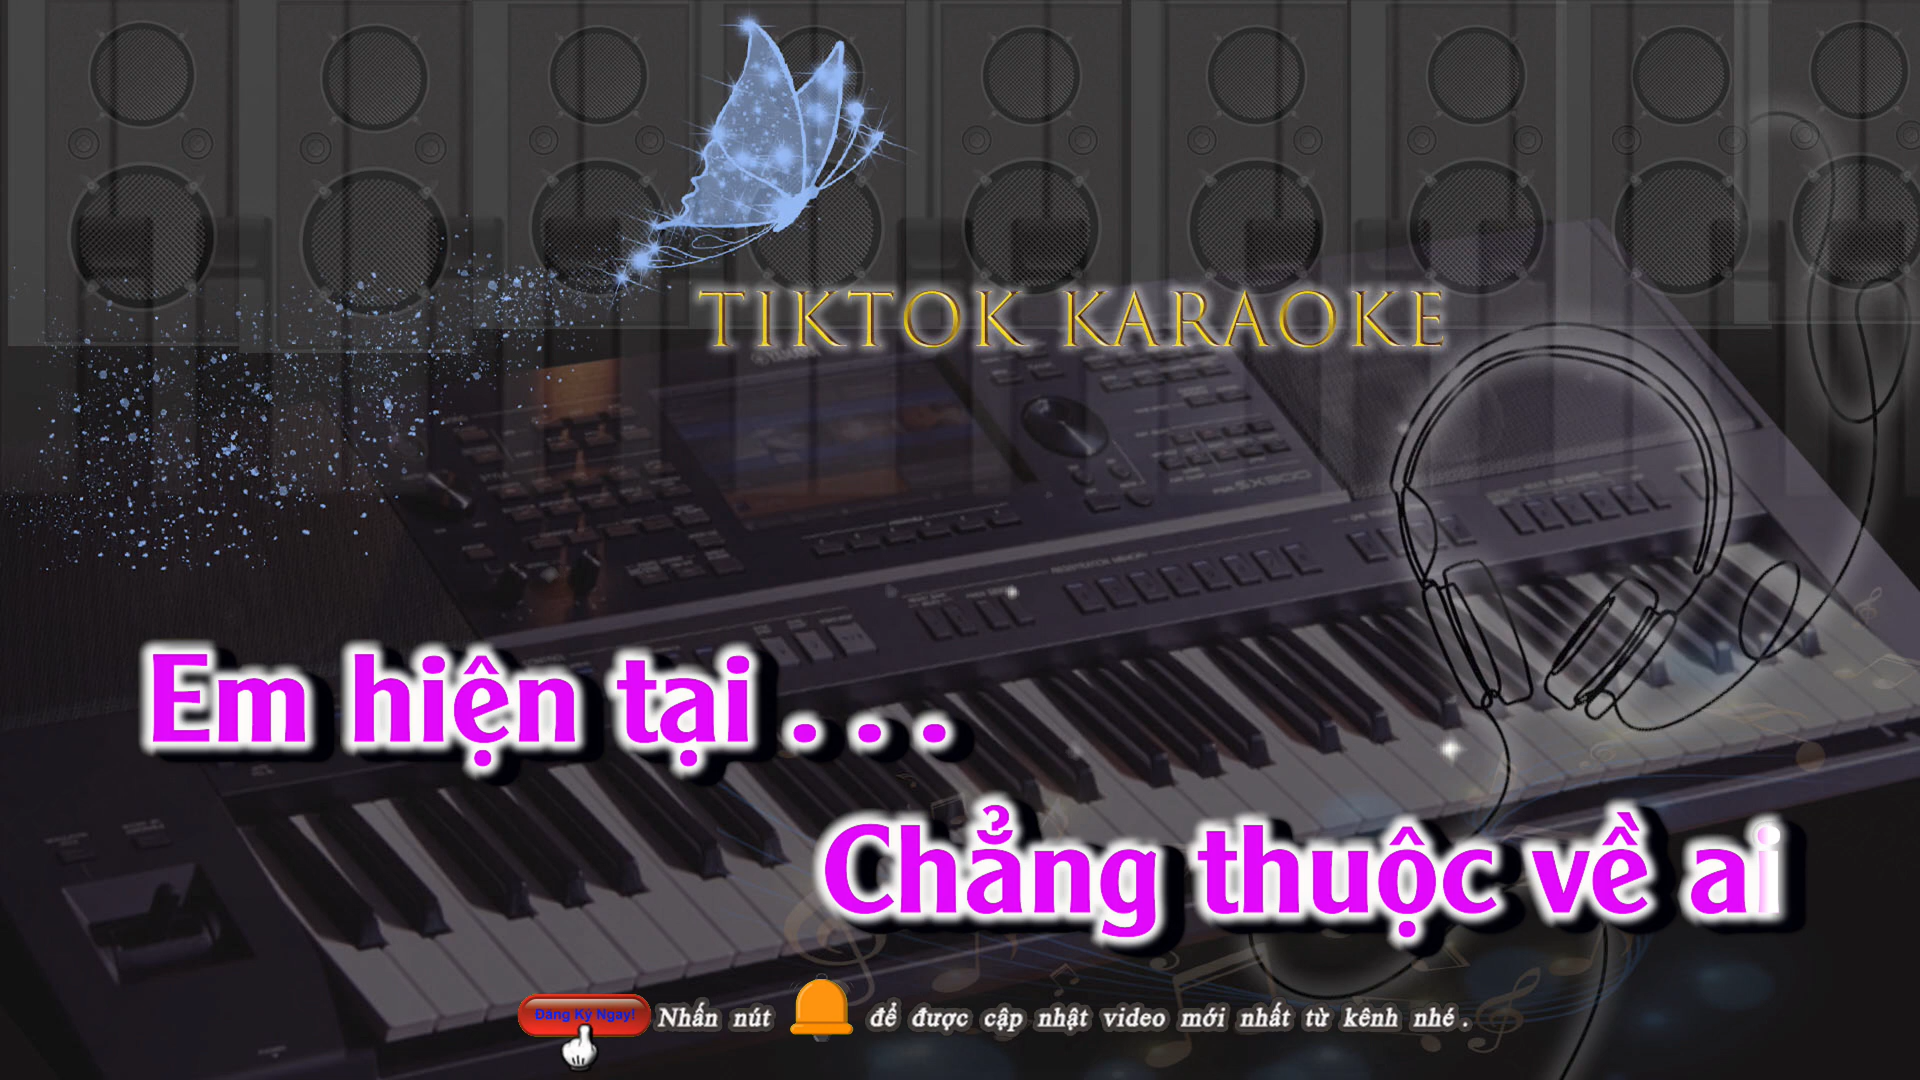 TIKTOK KARAOKE
Em hiện tại . . .
Chẳng thuộc về ai
Đăng Ký Ngay! Nhấn nút để được cập nhật video mới nhất từ kênh nhé .